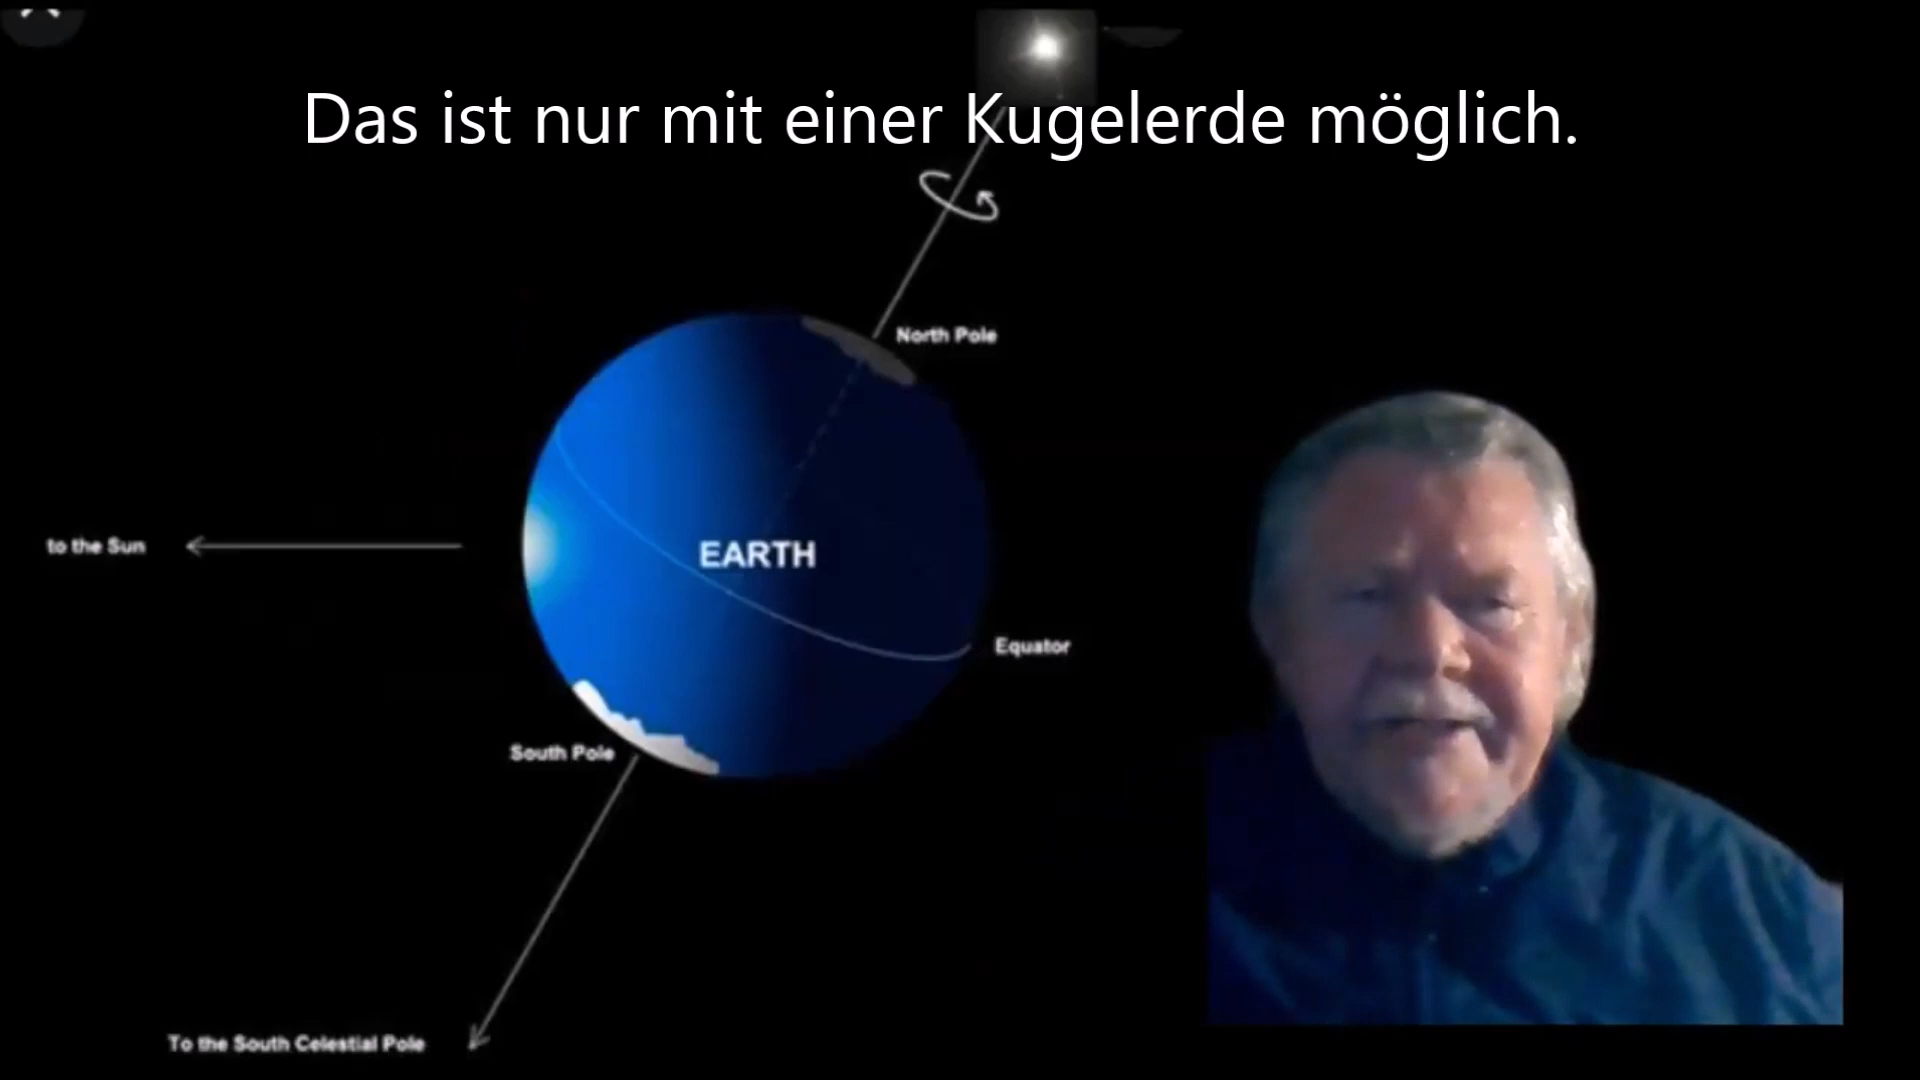 Das ist nur mit einer Kugelerde möglich.
North Pole
to the Sun
EARTH
Equator
South Pole
To the South Celestial Pole